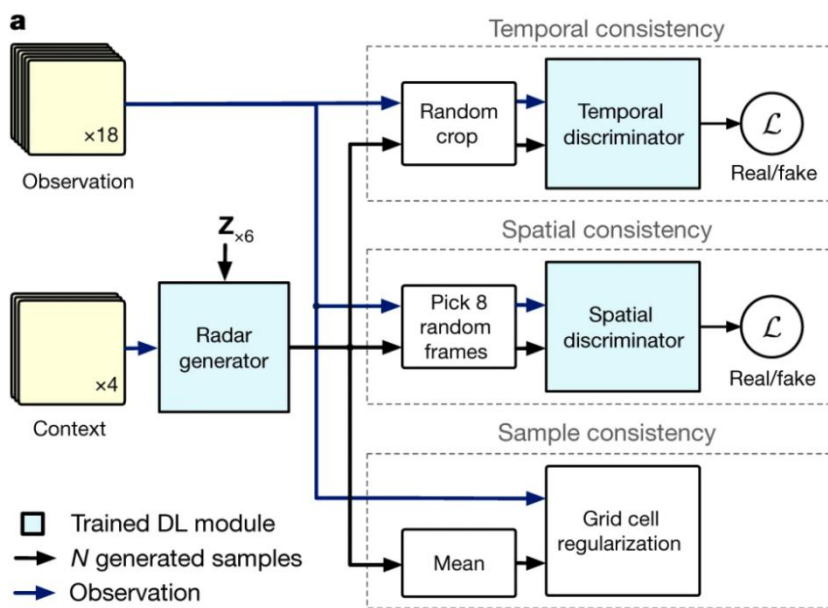 a
Temporal consistency
×18
Observation
Random
crop
Temporal
discriminator
ℒ
Real/fake
Z×6
Spatial consistency
Radar
generator
Pick 8
random
frames
Spatial
discriminator
ℒ
Real/fake
×4
Context
Sample consistency
Grid cell
regularization
Mean
Trained DL module
N generated samples
Observation